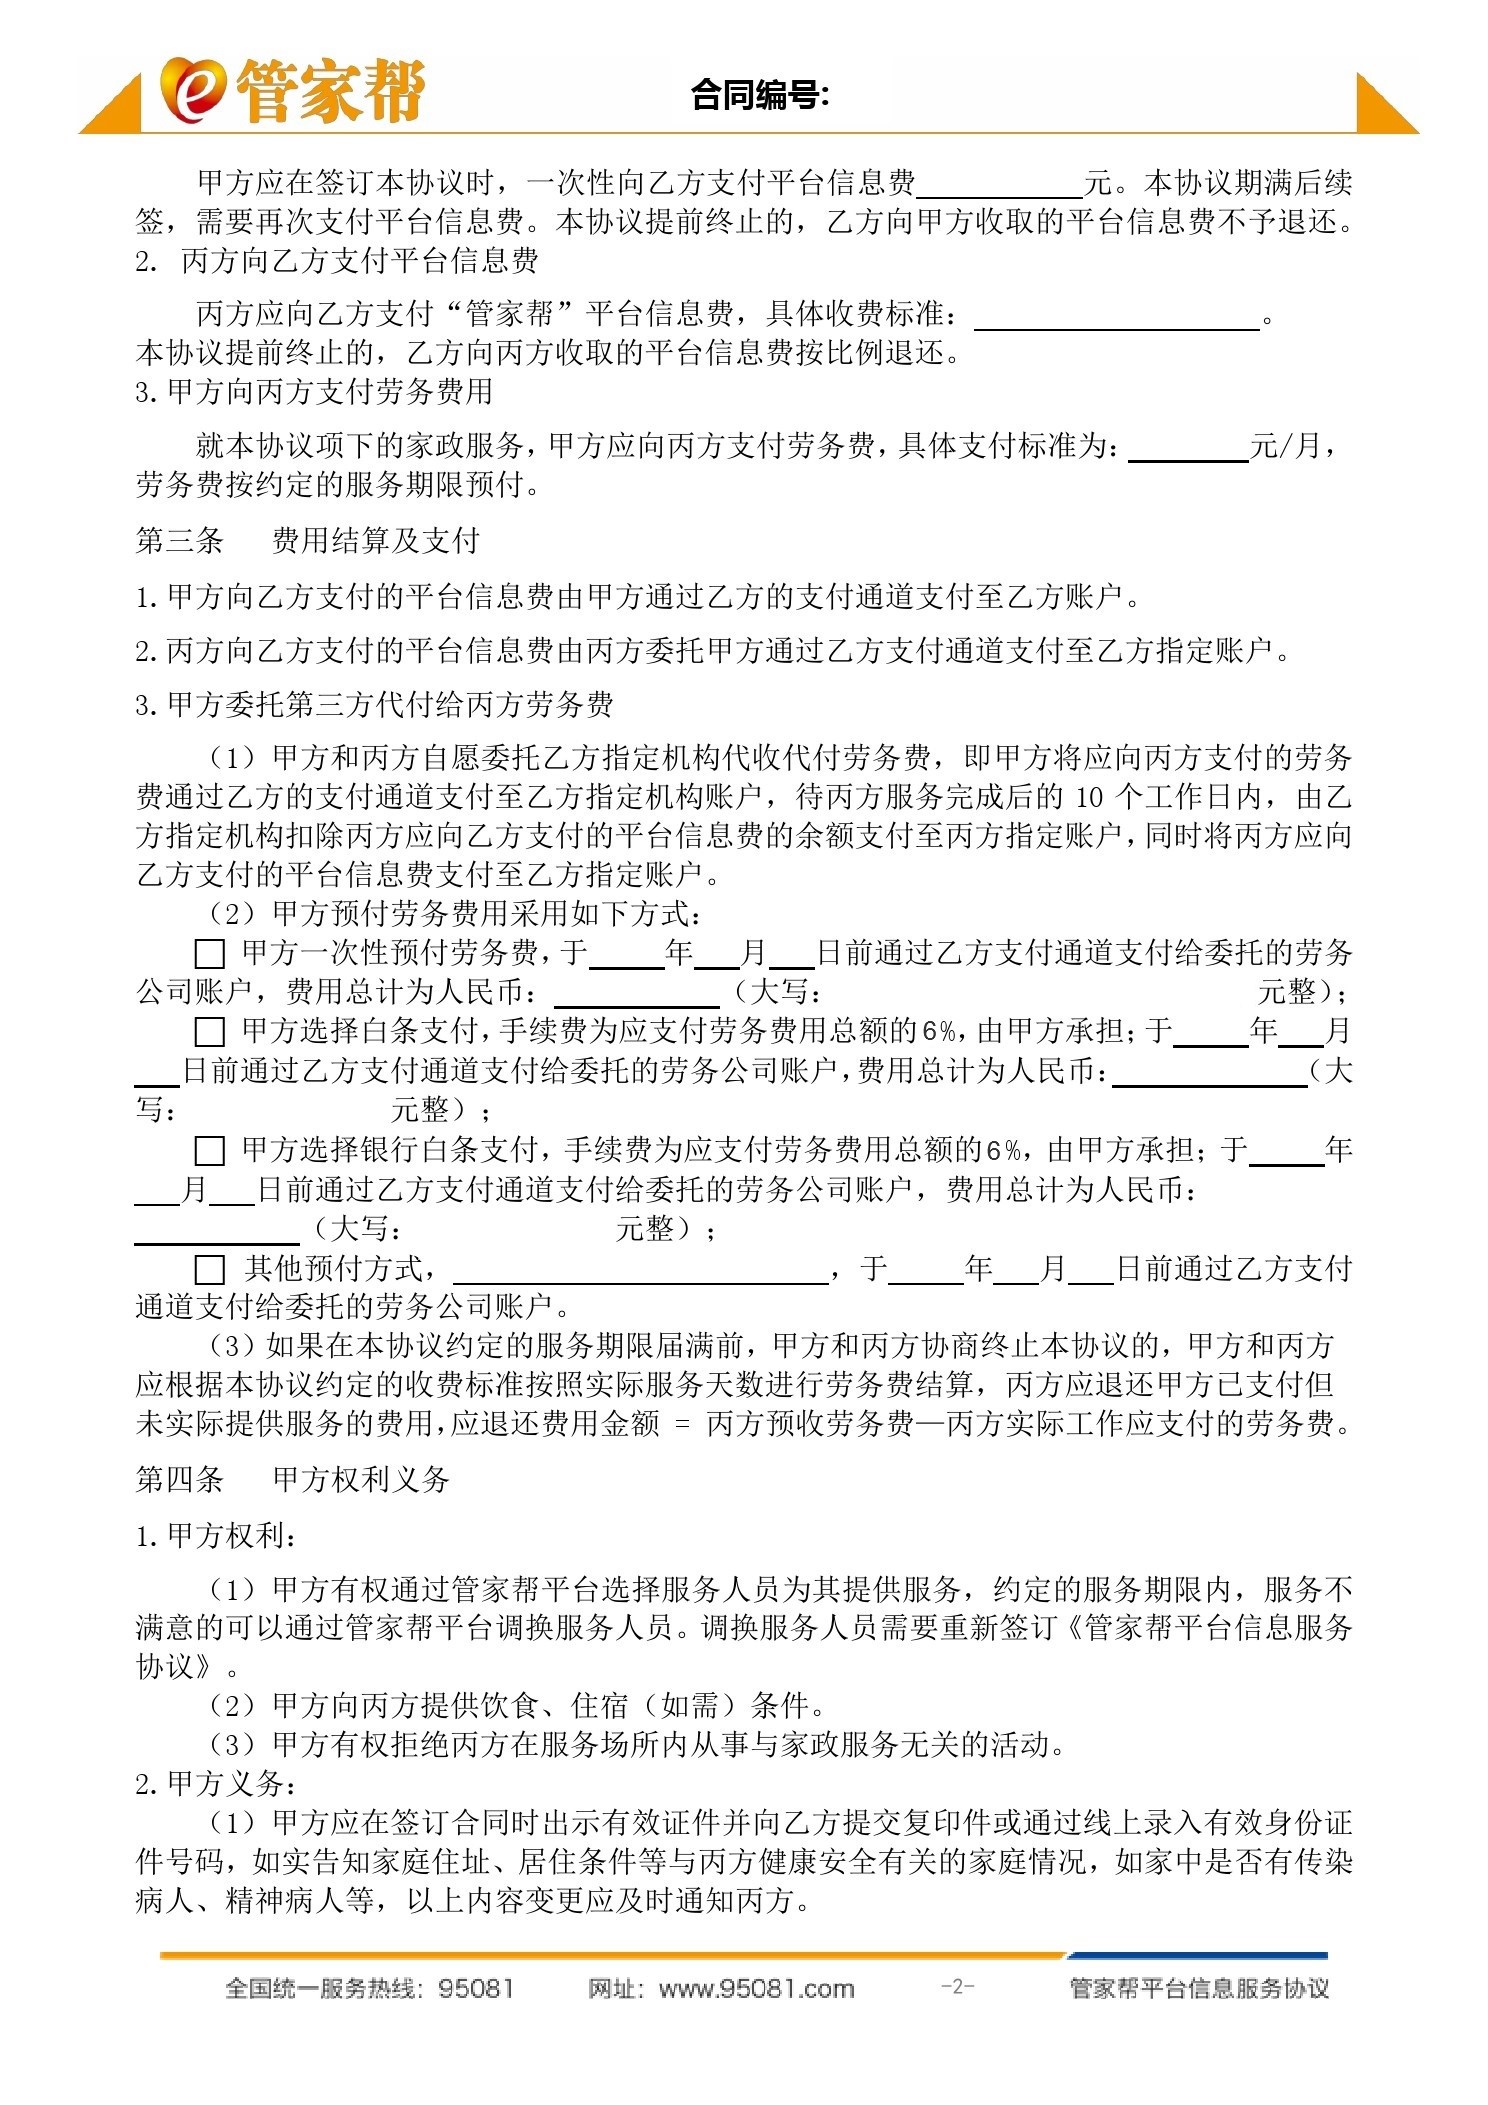 管家帮
合同编号:
甲方应在签订本协议时，一次性向乙方支付平台信息费__________元。本协议期满后续
签，需要再次支付平台信息费。本协议提前终止的，乙方向甲方收取的平台信息费不予退还。
2. 丙方向乙方支付平台信息费
丙方应向乙方支付“管家帮”平台信息费，具体收费标准：__________________。
本协议提前终止的，乙方向丙方收取的平台信息费按比例退还。
3.甲方向丙方支付劳务费用
就本协议项下的家政服务，甲方应向丙方支付劳务费，具体支付标准为：________元/月，
劳务费按约定的服务期限预付。
第三条 费用结算及支付
1.甲方向乙方支付的平台信息费由甲方通过乙方的支付通道支付至乙方账户。
2.丙方向乙方支付的平台信息费由丙方委托甲方通过乙方支付通道支付至乙方指定账户。
3.甲方委托第三方代付给丙方劳务费
（1）甲方和丙方自愿委托乙方指定机构代收代付劳务费，即甲方将应向丙方支付的劳务
费通过乙方的支付通道支付至乙方指定机构账户，待丙方服务完成后的 10 个工作日内，由乙
方指定机构扣除丙方应向乙方支付的平台信息费的余额支付至丙方指定账户，同时将丙方应向
乙方支付的平台信息费支付至乙方指定账户。
（2）甲方预付劳务费用采用如下方式：
□ 甲方一次性预付劳务费，于_____年___月___日前通过乙方支付通道支付给委托的劳务
公司账户，费用总计为人民币：___________（大写： 元整）；
□ 甲方选择白条支付，手续费为应支付劳务费用总额的6%，由甲方承担；于_____年___月
___日前通过乙方支付通道支付给委托的劳务公司账户，费用总计为人民币：_____________（大
写： 元整）；
□ 甲方选择银行白条支付，手续费为应支付劳务费用总额的6%，由甲方承担；于_____年
___月___日前通过乙方支付通道支付给委托的劳务公司账户，费用总计为人民币：
___________（大写： 元整）；
□ 其他预付方式，_________________________，于_____年___月___日前通过乙方支付
通道支付给委托的劳务公司账户。
（3）如果在本协议约定的服务期限届满前，甲方和丙方协商终止本协议的，甲方和丙方
应根据本协议约定的收费标准按照实际服务天数进行劳务费结算，丙方应退还甲方已支付但
未实际提供服务的费用，应退还费用金额 = 丙方预收劳务费—丙方实际工作应支付的劳务费。
第四条 甲方权利义务
1.甲方权利：
（1）甲方有权通过管家帮平台选择服务人员为其提供服务，约定的服务期限内，服务不
满意的可以通过管家帮平台调换服务人员。调换服务人员需要重新签订《管家帮平台信息服务
协议》。
（2）甲方向丙方提供饮食、住宿（如需）条件。
（3）甲方有权拒绝丙方在服务场所内从事与家政服务无关的活动。
2.甲方义务：
（1）甲方应在签订合同时出示有效证件并向乙方提交复印件或通过线上录入有效身份证
件号码，如实告知家庭住址、居住条件等与丙方健康安全有关的家庭情况，如家中是否有传染
病人、精神病人等，以上内容变更应及时通知丙方。
全国统一服务热线：95081 网址：www.95081.com -2- 管家帮平台信息服务协议